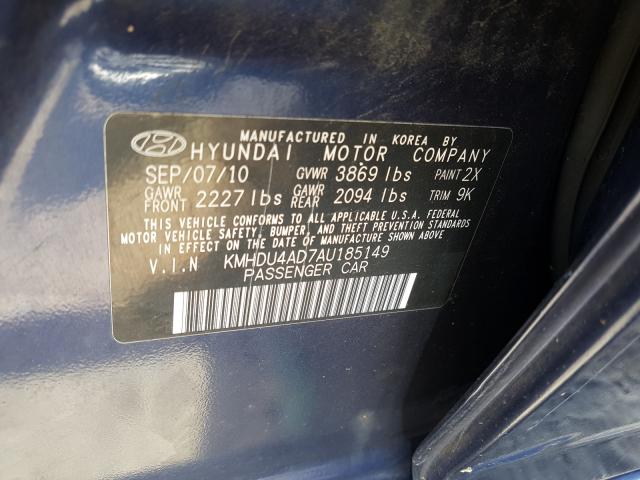 MANUFACTURED IN KOREA BY
HYUNDAI MOTOR COMPANY
SEP/07/10 GVWR 3869 lbs PAINT 2X
GAWR FRONT 2227 lbs GAWR REAR 2094 lbs TRIM 9K
THIS VEHICLE CONFORMS TO ALL APPLICABLE U.S.A. FEDERAL
MOTOR VEHICLE SAFETY, BUMPER, AND THEFT PREVENTION STANDARDS
IN EFFECT ON THE DATE OF MANUFACTURE SHOWN ABOVE.
V.I.N KMHDU4AD7AU185149
PASSENGER CAR